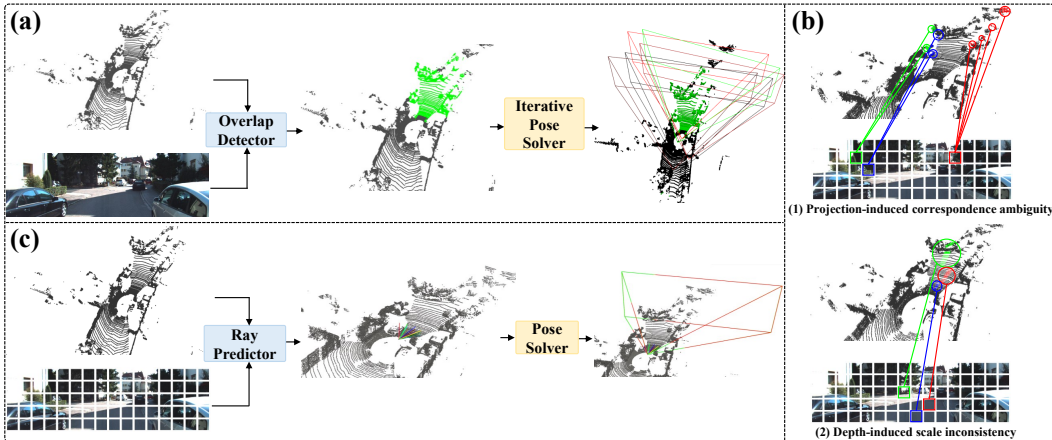 (a)
Overlap
Detector
Iterative
Pose
Solver
(b)
(1) Projection-induced correspondence ambiguity
(2) Depth-induced scale inconsistency
(c)
Ray
Predictor
Pose
Solver